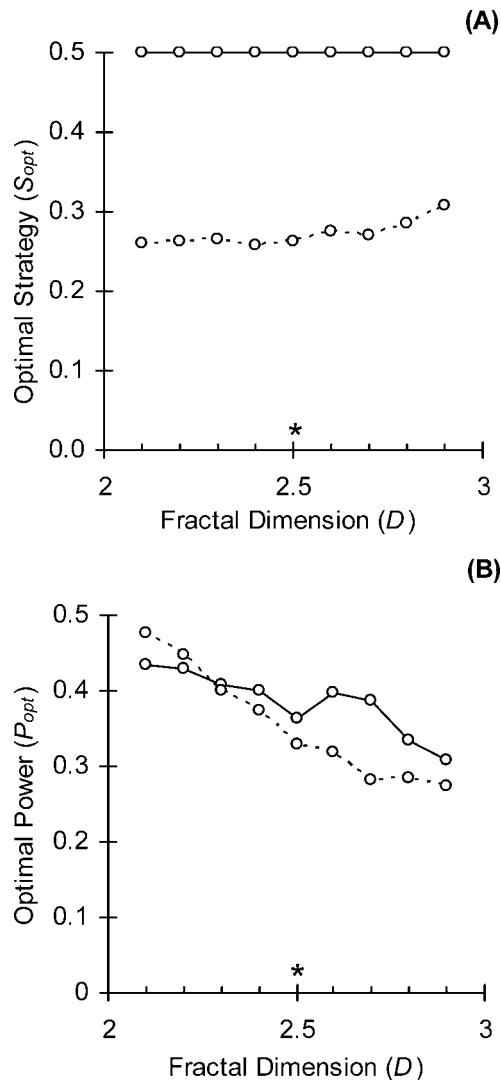 (A)
0.5
0.4
0.3
0.2
0.1
0.0
Optimal Strategy (Sopt)
*
2 2.5 3
Fractal Dimension (D)
(B)
0.5
0.4
0.3
0.2
0.1
0
Optimal Power (Popt)
*
2 2.5 3
Fractal Dimension (D)